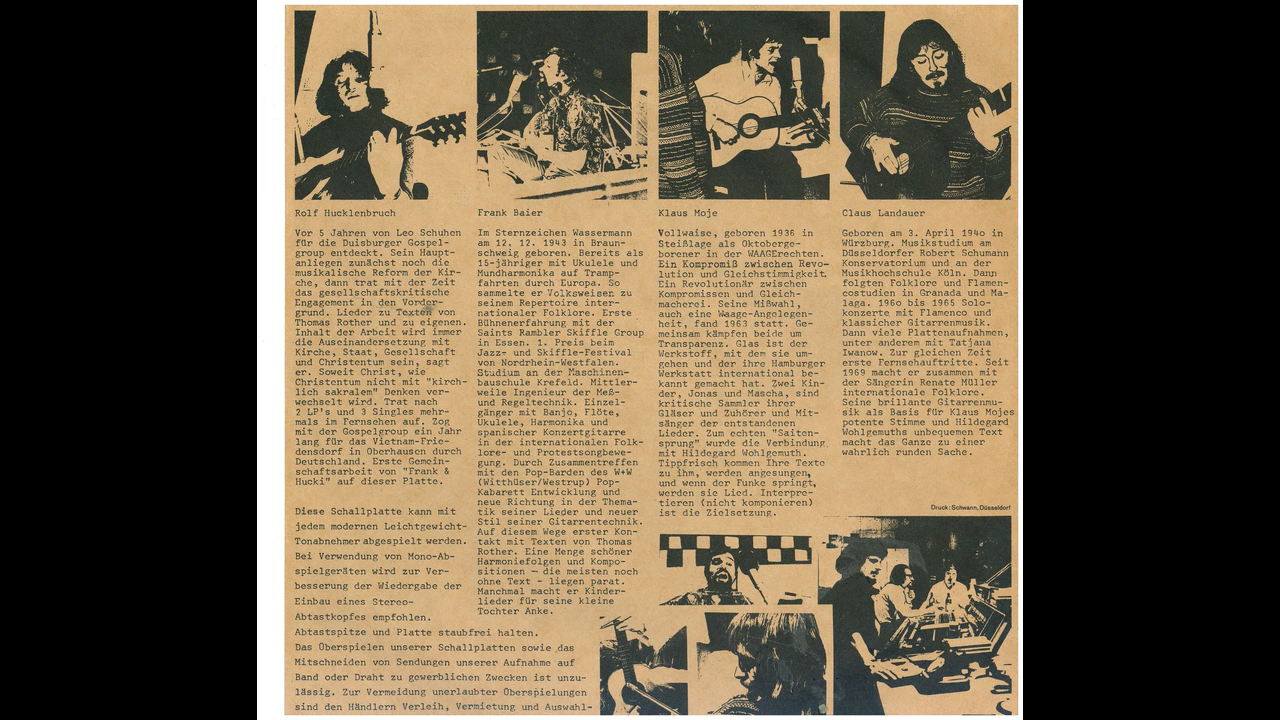 Rolf Hucklenbruch
Vor 5 Jahren von Leo Schuhen
für die Duisburger Gospel-
group entdeckt. Sein Haupt-
anliegen zunächst noch die
musikalische Reform der Kir-
che, dann trat mit der Zeit
das gesellschaftskritische
Engagement in den Vorder-
grund. Lieder zu Texten von
Thomas Rother und zu eigenen.
Inhalt der Arbeit wird immer
die Auseinandersetzung mit
Kirche, Staat, Gesellschaft
und Christentum sein, sagt
er. Soweit Christ, wie
Christentum nicht mit "kirch-
lich sakralem" Denken ver-
wechselt wird. Trat nach
2 LP's und 3 Singles mehr-
mals im Fernsehen auf. Zog
mit der Gospelgroup ein Jahr
lang für das Vietnam-Frie-
densdorf in Oberhausen durch
Deutschland. Erste Gemein-
schaftsarbeit von "Frank &
Hucki" auf dieser Platte.
Diese Schallplatte kann mit
jedem modernen Leichtgewicht-
Tonabnehmer abgespielt werden.
Bei Verwendung von Mono-Ab-
spielgeräten wird zur Ver-
besserung der Wiedergabe der
Einbau eines Stereo-
Abtastkopfes empfohlen.
Abtastspitze und Platte staubfrei halten.
Das Überspielen unserer Schallplatten sowie das
Mitschneiden von Sendungen unserer Aufnahme auf
Band oder Draht zu gewerblichen Zwecken ist unzu-
lässig. Zur Vermeidung unerlaubter Überspielungen
sind den Händlern Verleih, Vermietung und Auswahl-
Frank Baier
Im Sternzeichen Wassermann
am 12. 12. 1943 in Braun-
schweig geboren. Bereits als
15-jähriger mit Ukulele und
Mundharmonika auf Tramp-
fahrten durch Europa. So
sammelte er Volksweisen zu
seinem Repertoire inter-
nationaler Folklore. Erste
Bühnenerfahrung mit der
Saints Rambler Skiffle Group
in Essen. 1. Preis beim
Jazz- und Skiffle-Festival
von Nordrhein-Westfalen.
Studium an der Maschinen-
bauschule Krefeld. Mittler-
weile Ingenieur der Meß-
und Regeltechnik. Einzel-
gänger mit Banjo, Flöte,
Ukulele, Harmonika und
spanischer Konzertgitarre
in der internationalen Folk-
lore- und Protestsongbewe-
gung. Durch Zusammentreffen
mit den Pop-Barden des W+W
(Witthüser/Westrup) Pop-
Kabarett Entwicklung und
neue Richtung in der Thema-
tik seiner Lieder und neuer
Stil seiner Gitarrentechnik.
Auf diesem Wege erster Kon-
takt mit Texten von Thomas
Rother. Eine Menge schöner
Harmoniefolgen und Kompo-
sitionen - die meisten noch
ohne Text - liegen parat.
Manchmal macht er Kinder-
lieder für seine kleine
Tochter Anke.
Klaus Moje
Vollwaise, geboren 1936 in
Steißlage als Oktoberge-
borener in der WAAGErechten.
Ein Kompromiß zwischen Revo-
lution und Gleichstimmigkeit.
Ein Revolutionär zwischen
Kompromissen und Gleich-
macherei. Seine Mißwahl,
auch eine Waage-Angelegen-
heit, fand 1963 statt. Ge-
meinsam kämpfen beide um
Transparenz. Glas ist der
Werkstoff, mit dem sie um-
gehen und der ihre Hamburger
Werkstatt international be-
kannt gemacht hat. Zwei Kin-
der, Jonas und Mascha, sind
kritische Sammler ihrer
Gläser und Zuhörer und Mit-
sänger der entstandenen
Lieder. Zum echten "Saiten-
sprung" wurde die Verbindung
mit Hildegard Wohlgemuth.
Tippfrisch kommen Ihre Texte
zu ihm, werden angesungen,
und wenn der Funke springt,
werden sie Lied. Interpre-
tieren (nicht komponieren)
ist die Zielsetzung.
Claus Landauer
Geboren am 3. April 194o in
Würzburg. Musikstudium am
Düsseldorfer Robert Schumann
Konservatorium und an der
Musikhochschule Köln. Dann
folgten Folklore und Flamen-
costudien in Granada und Ma-
laga. 196o bis 1965 Solo-
konzerte mit Flamenco und
klassicher Gitarrenmusik.
Dann viele Plattenaufnahmen,
unter anderem mit Tatjana
Iwanow. Zur gleichen Zeit
erste Fernsehauftritte. Seit
1969 macht er zusammen mit
der Sängerin Renate Müller
internationale Folklore.
Seine brillante Gitarrenmu-
sik als Basis für Klaus Mojes
potente Stimme und Hildegard
Wohlgemuths unbequemen Text
macht das Ganze zu einer
wahrlich runden Sache.
Druck: Schwann, Düsseldorf